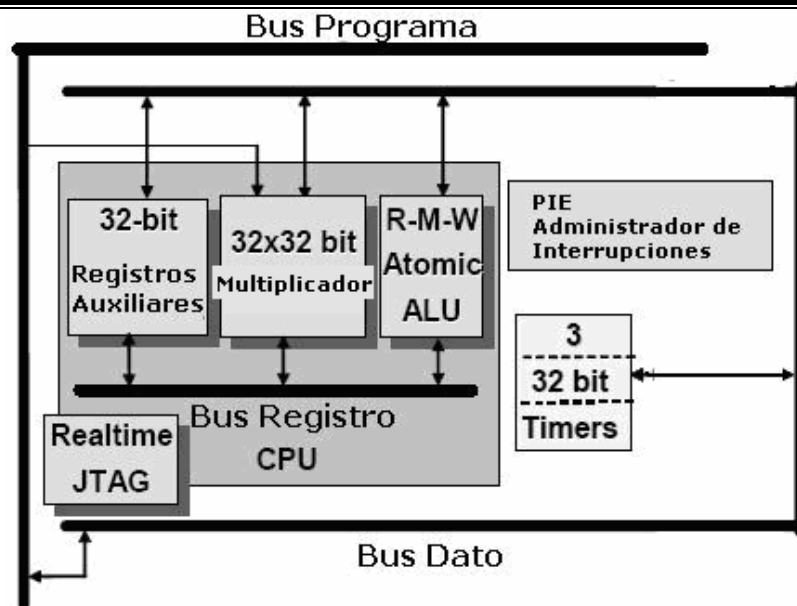 Bus Programa
32-bit
Registros
Auxiliares
32x32 bit
Multiplicador
R-M-W
Atomic
ALU
PIE
Administrador de
Interrupciones
3
32 bit
Timers
Bus Registro
CPU
Realtime
JTAG
Bus Dato